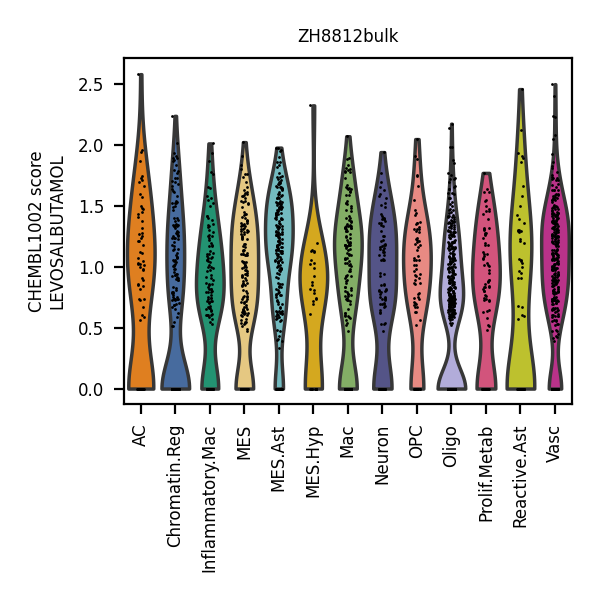 ZH8812bulk
CHEMBL1002 score
LEVOSALBUTAMOL
2.5
2.0
1.5
1.0
0.5
0.0
AC
Chromatin.Reg
Inflammatory.Mac
MES
MES.Ast
MES.Hyp
Mac
Neuron
OPC
Oligo
Prolif.Metab
Reactive.Ast
Vasc